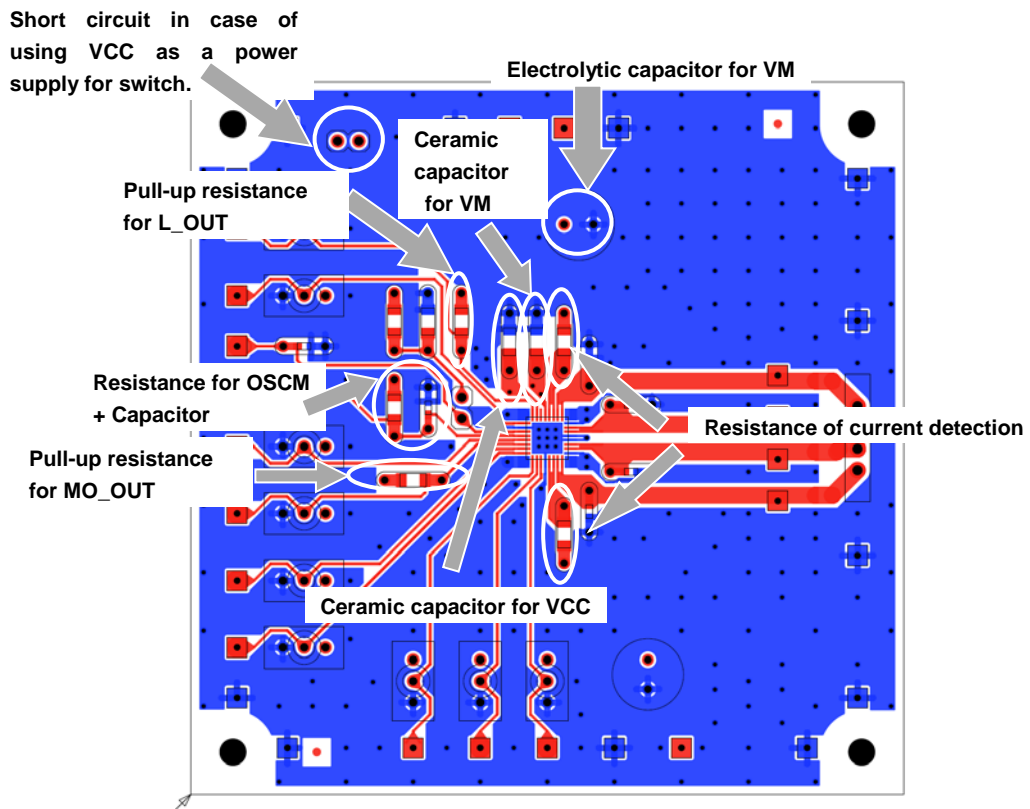 Short circuit in case of
using VCC as a power
supply for switch.
Electrolytic capacitor for VM
Ceramic
capacitor
for VM
Pull-up resistance
for L_OUT
Resistance for OSCM
+ Capacitor
Resistance of current detection
Pull-up resistance
for MO_OUT
Ceramic capacitor for VCC